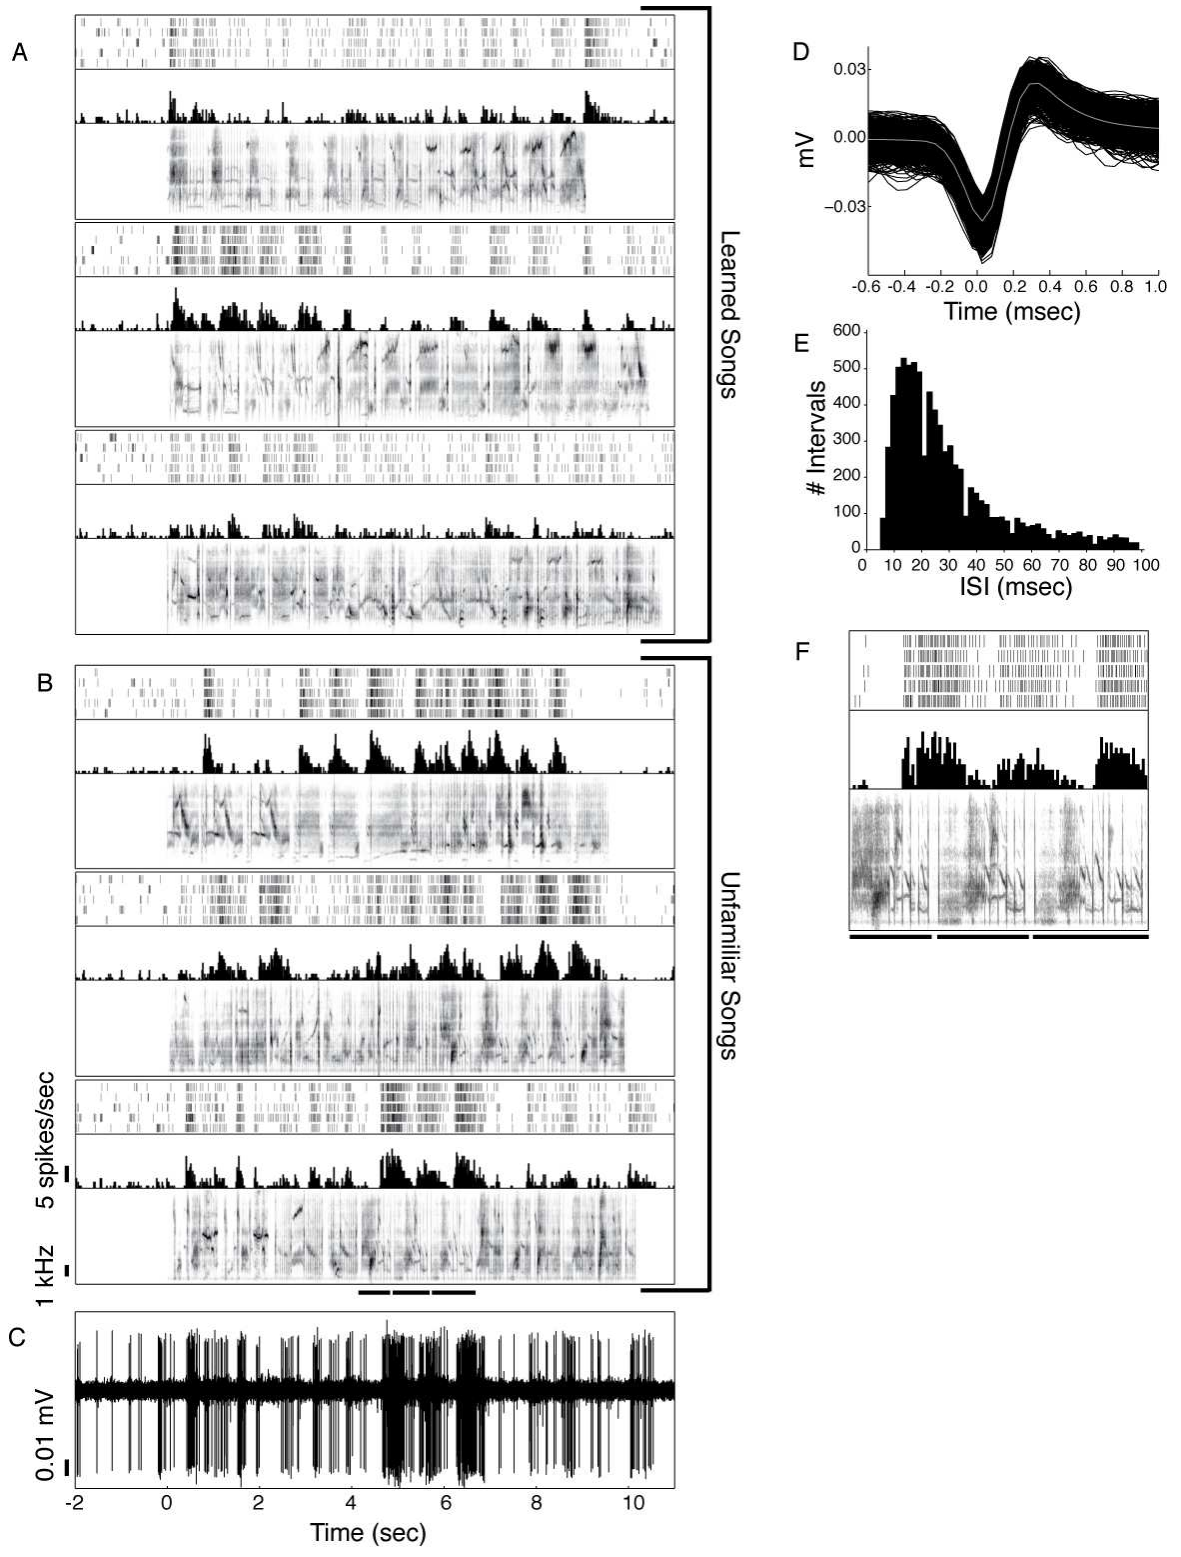 A
Learned Songs
B
Unfamiliar Songs
5 spikes/sec
1 kHz
C
0.01 mV
-2 0 2 4 6 8 10
Time (sec)
D
0.03
0.00
−0.03
mV
-0.6 -0.4 -0.2 0.0 0.2 0.4 0.6 0.8 1.0
Time (msec)
E
600
500
400
300
200
100
0
# Intervals
0 10 20 30 40 50 60 70 80 90 100
ISI (msec)
F